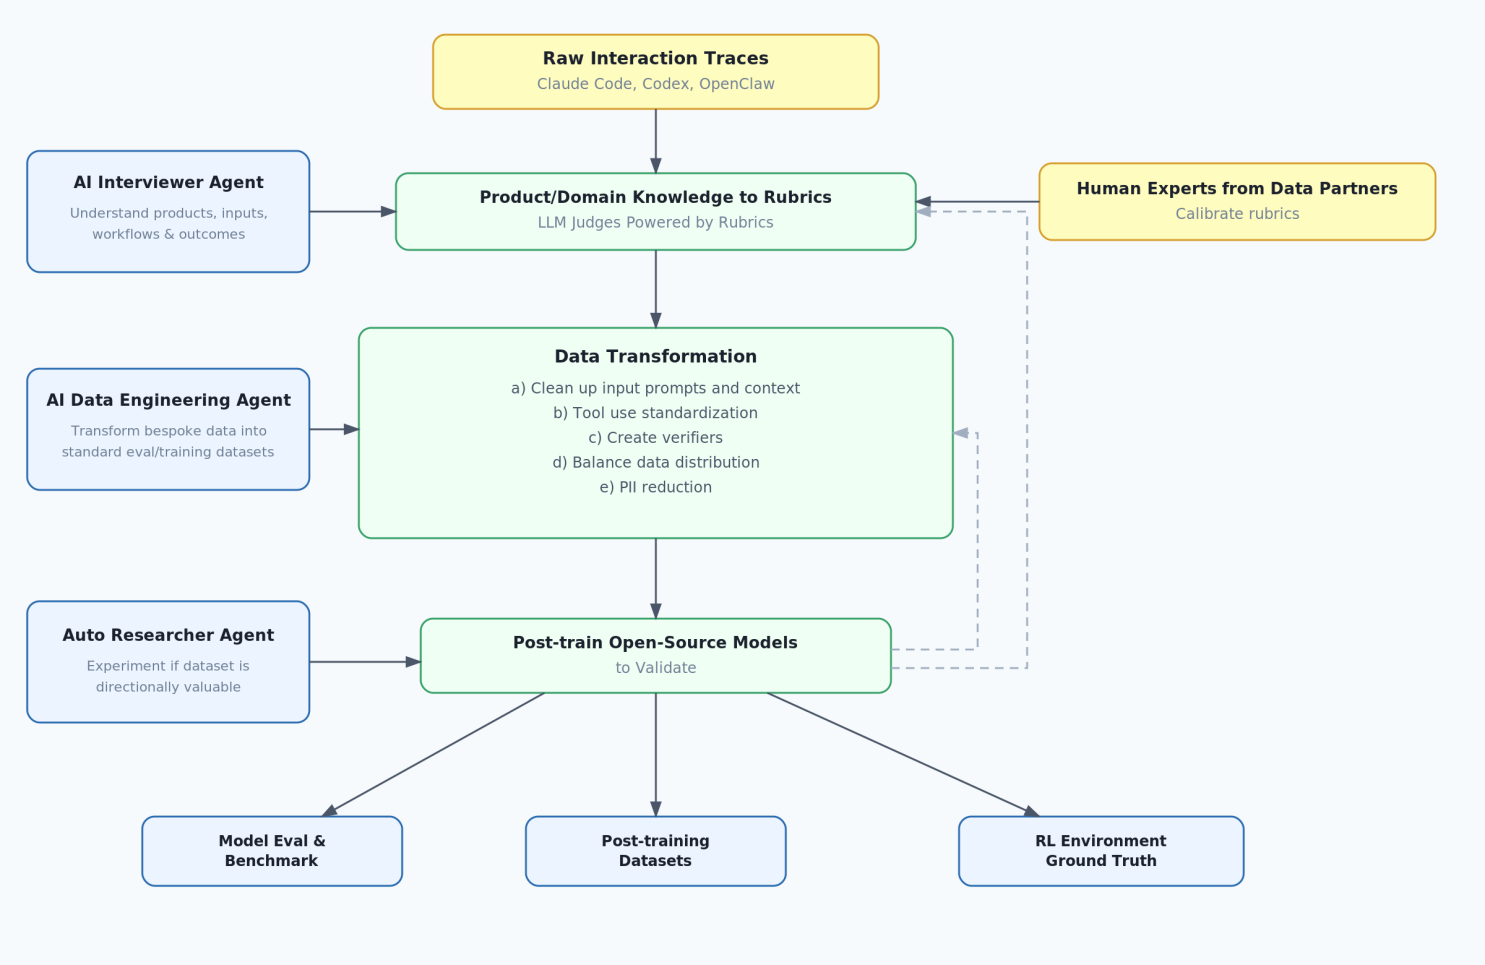 Raw Interaction Traces
Claude Code, Codex, OpenClaw
AI Interviewer Agent
Understand products, inputs,
workflows & outcomes
Product/Domain Knowledge to Rubrics
LLM Judges Powered by Rubrics
Human Experts from Data Partners
Calibrate rubrics
AI Data Engineering Agent
Transform bespoke data into
standard eval/training datasets
Data Transformation
a) Clean up input prompts and context
b) Tool use standardization
c) Create verifiers
d) Balance data distribution
e) PII reduction
Auto Researcher Agent
Experiment if dataset is
directionally valuable
Post-train Open-Source Models
to Validate
Model Eval &
Benchmark
Post-training
Datasets
RL Environment
Ground Truth